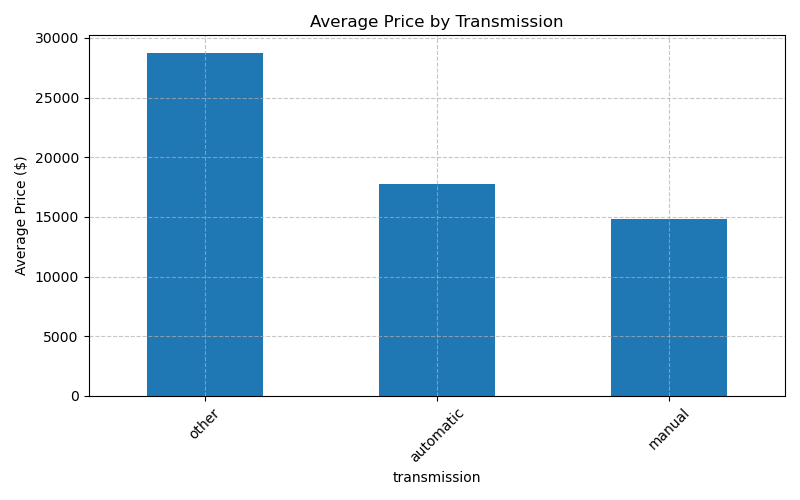 Average Price by Transmission
Average Price ($)
30000
25000
20000
15000
10000
5000
0
other
automatic
manual
transmission